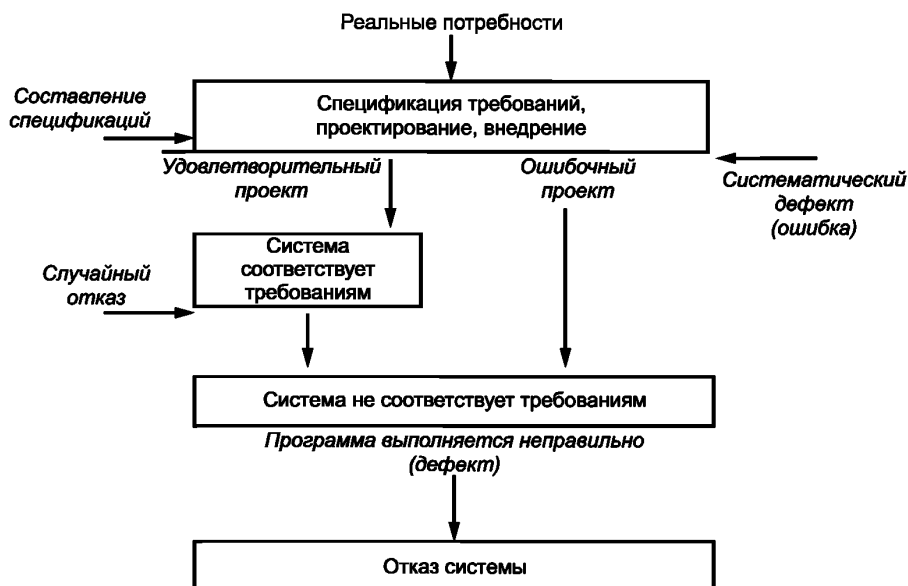 Реальные потребности
Составление
спецификаций
Спецификация требований,
проектирование, внедрение
Удовлетворительный
проект
Ошибочный
проект
Систематический
дефект
(ошибка)
Система
соответствует
требованиям
Случайный
отказ
Система не соответствует требованиям
Программа выполняется неправильно
(дефект)
Отказ системы